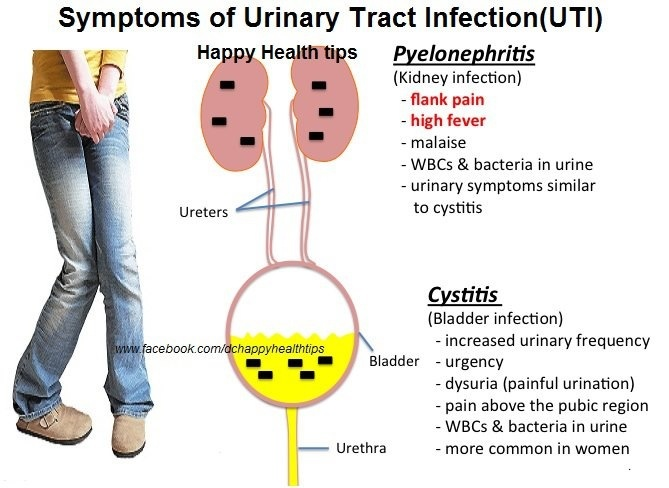 Symptoms of Urinary Tract Infection(UTI)
Happy Health tips
Pyelonephritis
(Kidney infection)
- flank pain
- high fever
- malaise
- WBCs & bacteria in urine
- urinary symptoms similar
to cystitis
Ureters
Cystitis
(Bladder infection)
- increased urinary frequency
- urgency
- dysuria (painful urination)
- pain above the pubic region
- WBCs & bacteria in urine
- more common in women
www.facebook.com/dchappyhealthtips
Bladder
Urethra